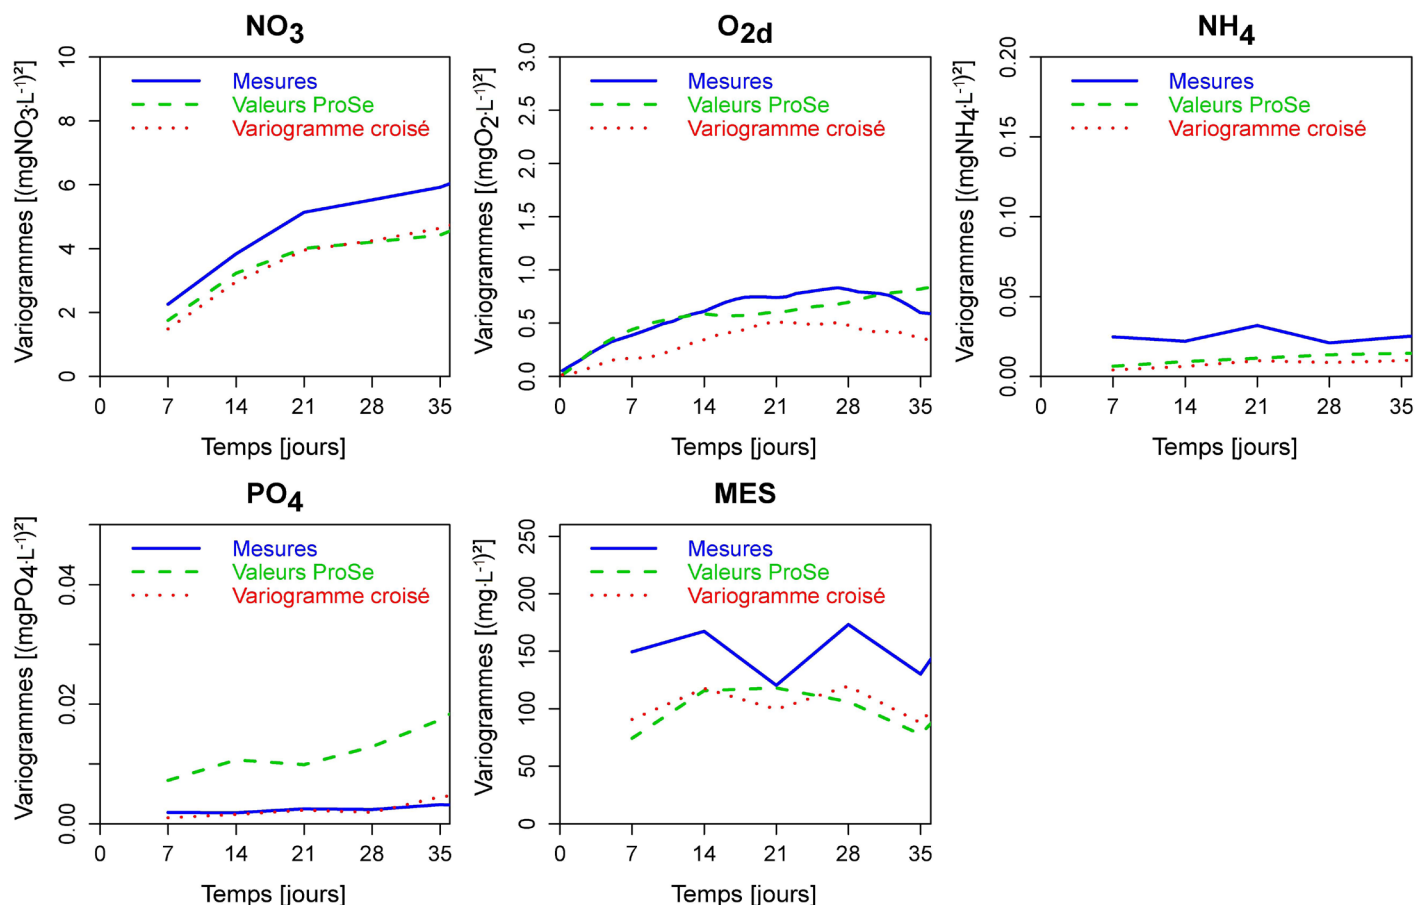 NO3
Variogrammes [(mgNO3·L-1)²]
10
8
6
4
2
0
Mesures
Valeurs ProSe
Variogramme croisé
0 7 14 21 28 35
Temps [jours]
O2d
Variogrammes [(mgO2·L-1)²]
3.0
2.5
2.0
1.5
1.0
0.5
0.0
Mesures
Valeurs ProSe
Variogramme croisé
0 7 14 21 28 35
Temps [jours]
NH4
Variogrammes [(mgNH4·L-1)²]
0.20
0.15
0.10
0.05
0.00
Mesures
Valeurs ProSe
Variogramme croisé
0 7 14 21 28 35
Temps [jours]
PO4
Variogrammes [(mgPO4·L-1)²]
0.04
0.02
0.00
Mesures
Valeurs ProSe
Variogramme croisé
0 7 14 21 28 35
Temps [jours]
MES
Variogrammes [(mg·L-1)²]
250
200
150
100
50
0
Mesures
Valeurs ProSe
Variogramme croisé
0 7 14 21 28 35
Temps [jours]